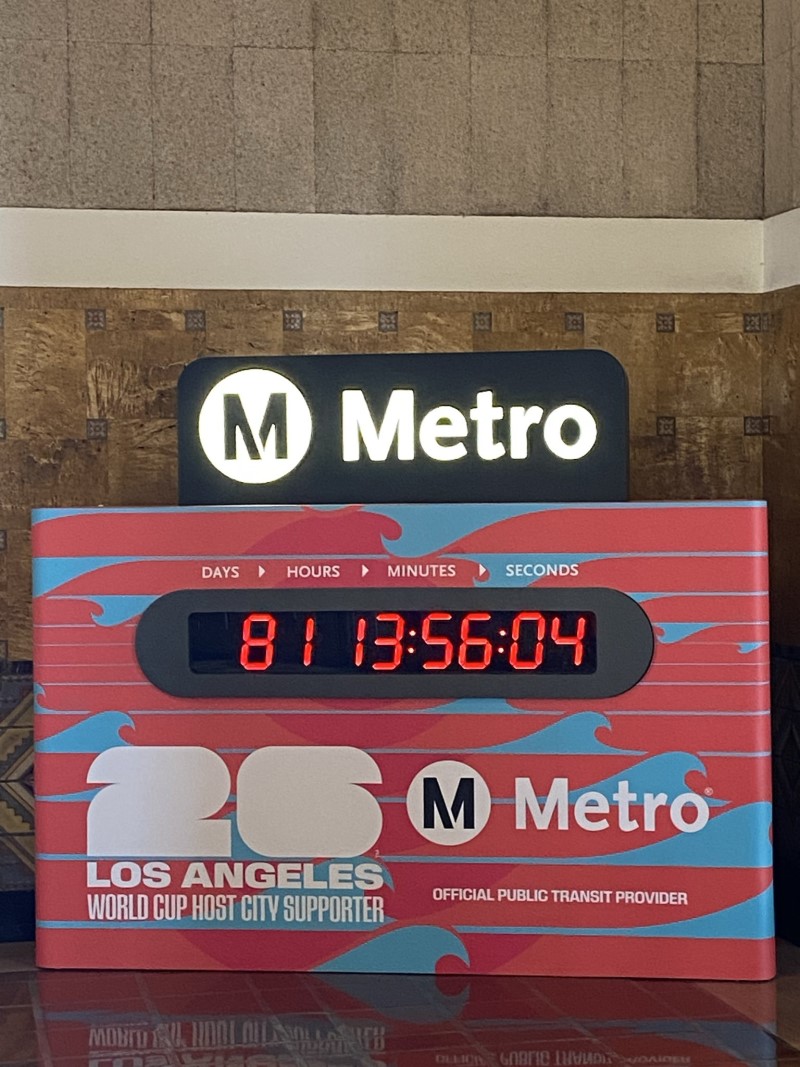 M Metro
DAYS HOURS MINUTES SECONDS
81 13:56:04
26
M Metro®
LOS ANGELES
WORLD CUP HOST CITY SUPPORTER
OFFICIAL PUBLIC TRANSIT PROVIDER